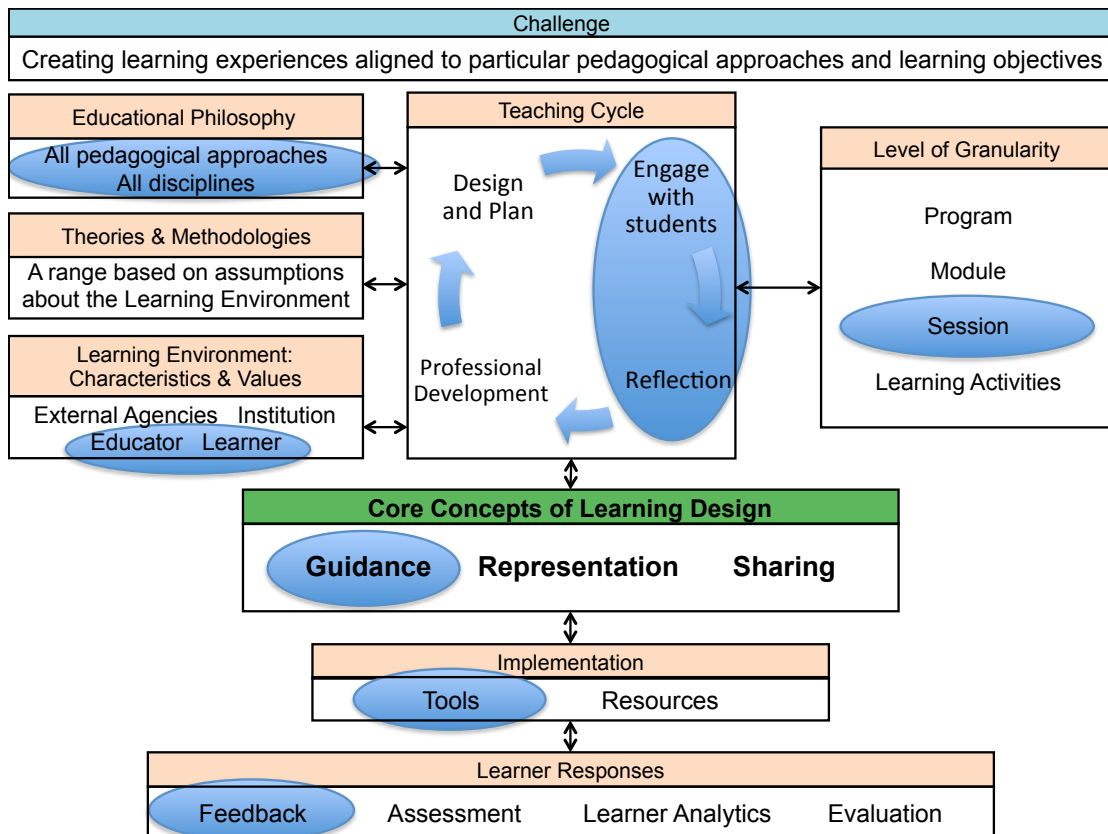 Challenge
Creating learning experiences aligned to particular pedagogical approaches and learning objectives
Educational Philosophy
All pedagogical approaches
All disciplines
Theories & Methodologies
A range based on assumptions
about the Learning Environment
Learning Environment:
Characteristics & Values
External Agencies Institution
Educator Learner
Teaching Cycle
Design
and Plan
Engage
with
students
Reflection
Professional
Development
Level of Granularity
Program
Module
Session
Learning Activities
Core Concepts of Learning Design
Guidance Representation Sharing
Implementation
Tools Resources
Learner Responses
Feedback Assessment Learner Analytics Evaluation